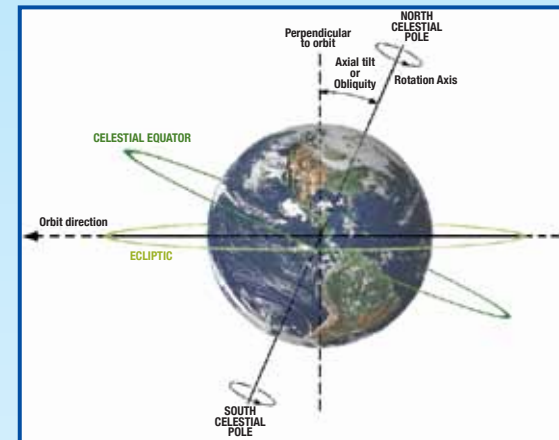 NORTH
CELESTIAL
POLE
Perpendicular
to orbit
Axial tilt
or
Obliquity
Rotation Axis
CELESTIAL EQUATOR
Orbit direction
ECLIPTIC
SOUTH
CELESTIAL
POLE